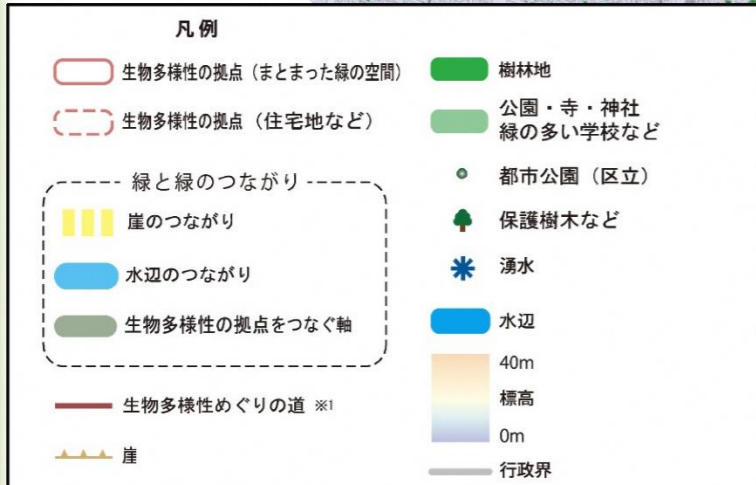 凡例
生物多様性の拠点（まとまった緑の空間）
生物多様性の拠点（住宅地など）
緑と緑のつながり
崖のつながり
水辺のつながり
生物多様性の拠点をつなぐ軸
生物多様性めぐりの道 ※1
崖
樹林地
公園・寺・神社
緑の多い学校など
都市公園（区立）
保護樹木など
湧水
水辺
40m
標高
0m
行政界